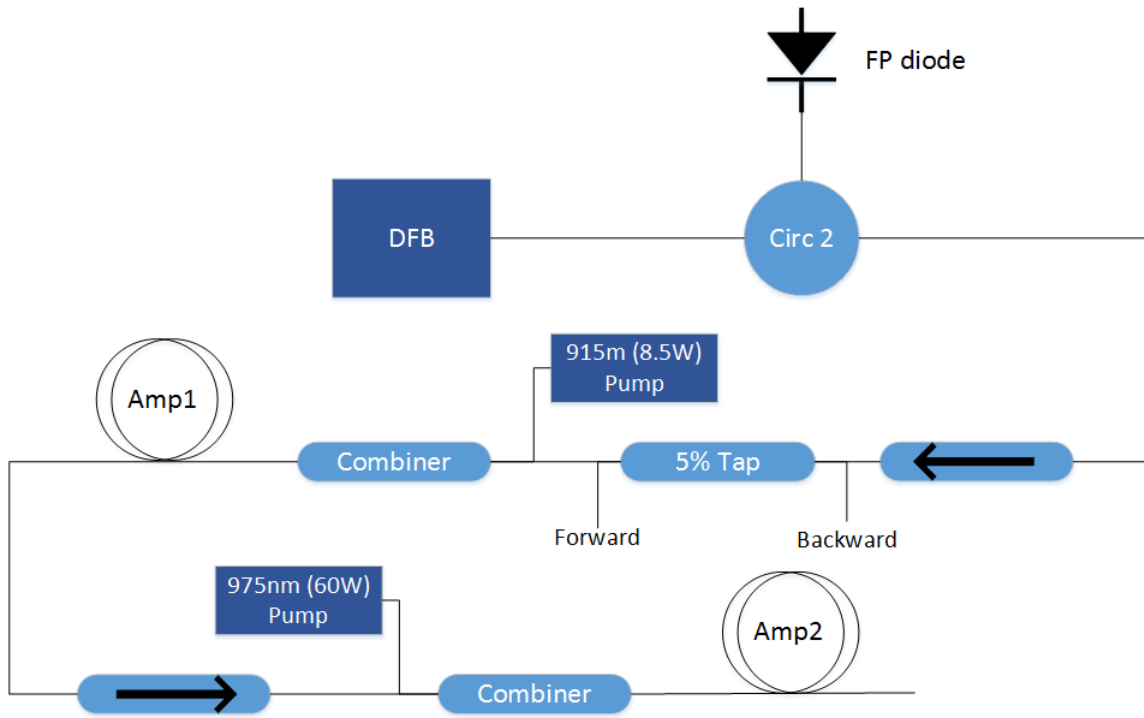 FP diode
DFB
Circ 2
915m (8.5W)
Pump
Amp1
Combiner
5% Tap
Forward
Backward
975nm (60W)
Pump
Amp2
Combiner